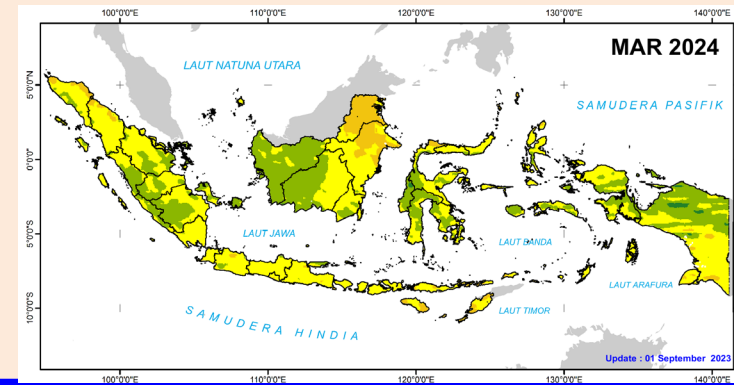 100°0'0"E 110°0'0"E 120°0'0"E 130°0'0"E 140°0'0"E
MAR 2024
LAUT NATUNA UTARA
5°0'0"N
SAMUDERA PASIFIK
0°0'0"
LAUT JAWA
5°0'0"S
LAUT BANDA
LAUT ARAFURA
10°0'0"S
SAMUDERA HINDIA
LAUT TIMOR
Update : 01 September 2023
100°0'0"E 110°0'0"E 120°0'0"E 130°0'0"E 140°0'0"E